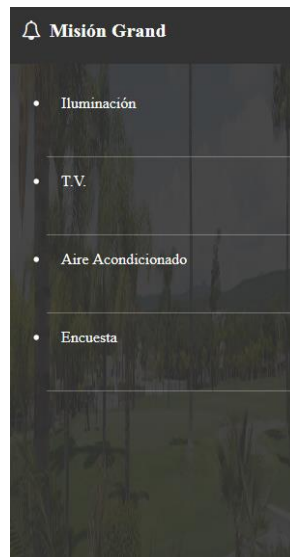 Misión Grand
Iluminación
T.V.
Aire Acondicionado
Encuesta